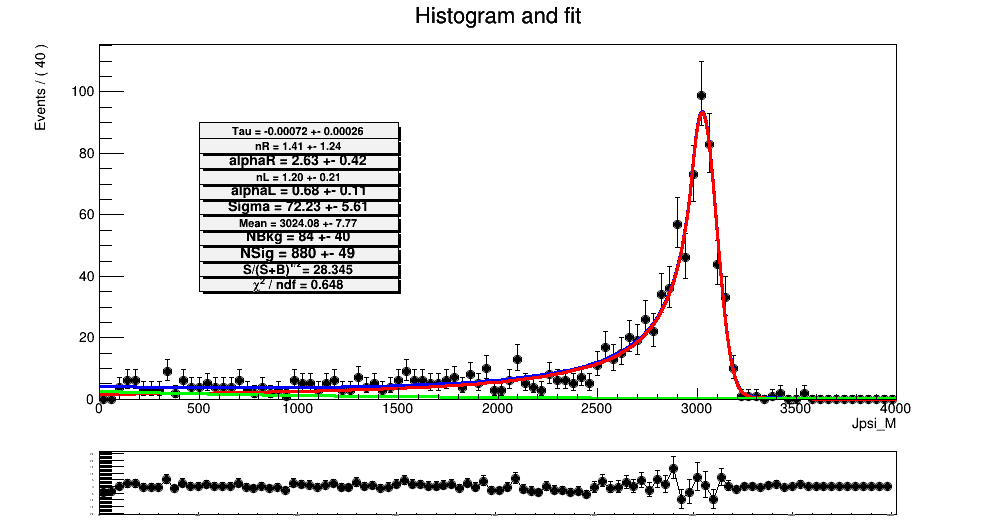 Histogram and fit
Events / ( 40 )
100
80
60
40
20
0
Tau = -0.00072 +- 0.00026
nR = 1.41 +- 1.24
alphaR = 2.63 +- 0.42
nL = 1.20 +- 0.21
alphaL = 0.68 +- 0.11
Sigma = 72.23 +- 5.61
Mean = 3024.08 +- 7.77
NBkg = 84 +- 40
NSig = 880 +- 49
S/(S+B)^1/2 = 28.345
χ² / ndf = 0.648
0 500 1000 1500 2000 2500 3000 3500 4000
Jpsi_M